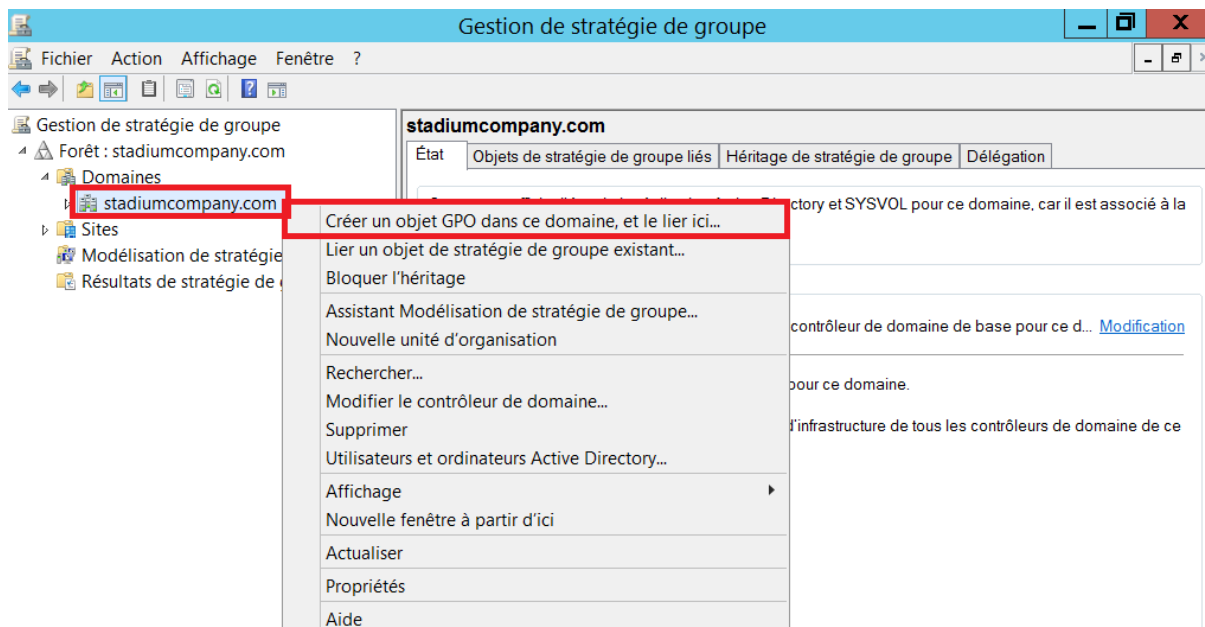 Gestion de stratégie de groupe
Fichier Action Affichage Fenêtre ?
Gestion de stratégie de groupe
Forêt : stadiumcompany.com
Domaines
stadiumcompany.com
Sites
Modélisation de stratégie
Résultats de stratégie de
stadiumcompany.com
État Objets de stratégie de groupe liés Héritage de stratégie de groupe Délégation
ctory et SYSVOL pour ce domaine, car il est associé à la
contrôleur de domaine de base pour ce d... Modification
pour ce domaine.
d'infrastructure de tous les contrôleurs de domaine de ce
Créer un objet GPO dans ce domaine, et le lier ici...
Lier un objet de stratégie de groupe existant...
Bloquer l'héritage
Assistant Modélisation de stratégie de groupe...
Nouvelle unité d'organisation
Rechercher...
Modifier le contrôleur de domaine...
Supprimer
Utilisateurs et ordinateurs Active Directory...
Affichage
Nouvelle fenêtre à partir d'ici
Actualiser
Propriétés
Aide